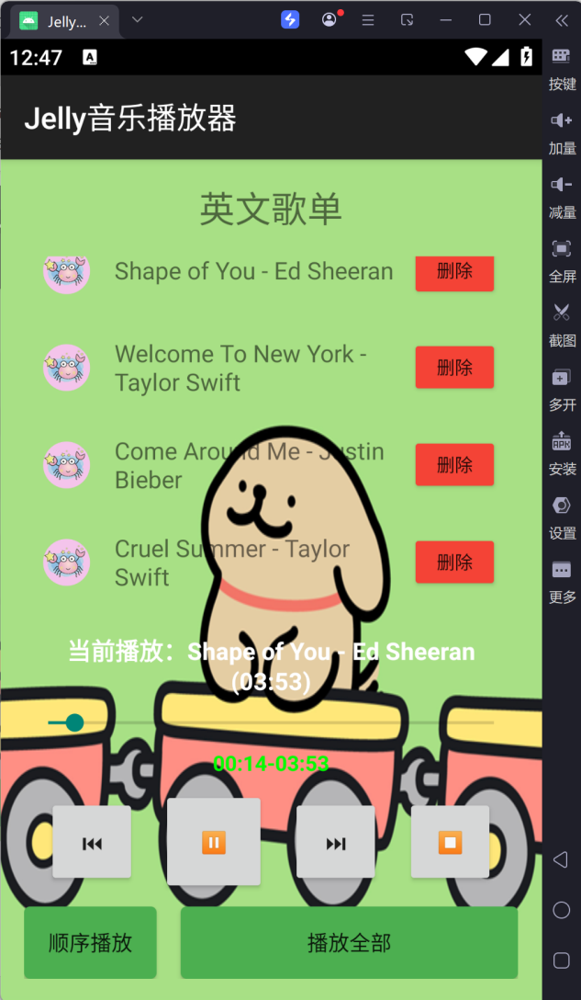 Jelly...
12:47
Jelly音乐播放器
英文歌单
Shape of You - Ed Sheeran
删除
Welcome To New York -
Taylor Swift
删除
Come Around Me - Justin
Bieber
删除
Cruel Summer - Taylor
Swift
删除
当前播放：Shape of You - Ed Sheeran
(03:53)
00:14-03:53
顺序播放
播放全部
按键
加量
减量
全屏
截图
多开
APK
安装
设置
更多